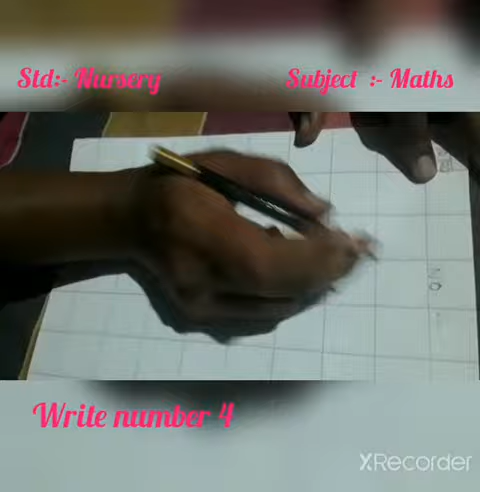 Std:- Nursery
Subject :- Maths
Write number 4
XRecorder